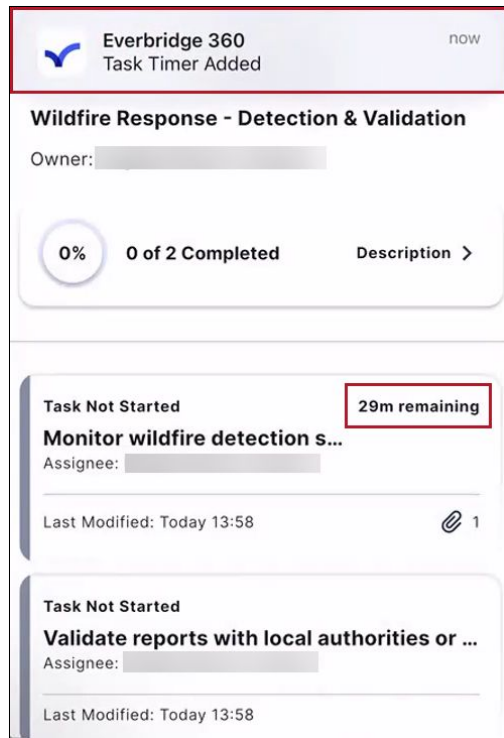 Everbridge 360
now
Task Timer Added
Wildfire Response - Detection & Validation
Owner:
0%
0 of 2 Completed
Description
Task Not Started
29m remaining
Monitor wildfire detection s...
Assignee:
Last Modified: Today 13:58
1
Task Not Started
Validate reports with local authorities or ...
Assignee:
Last Modified: Today 13:58